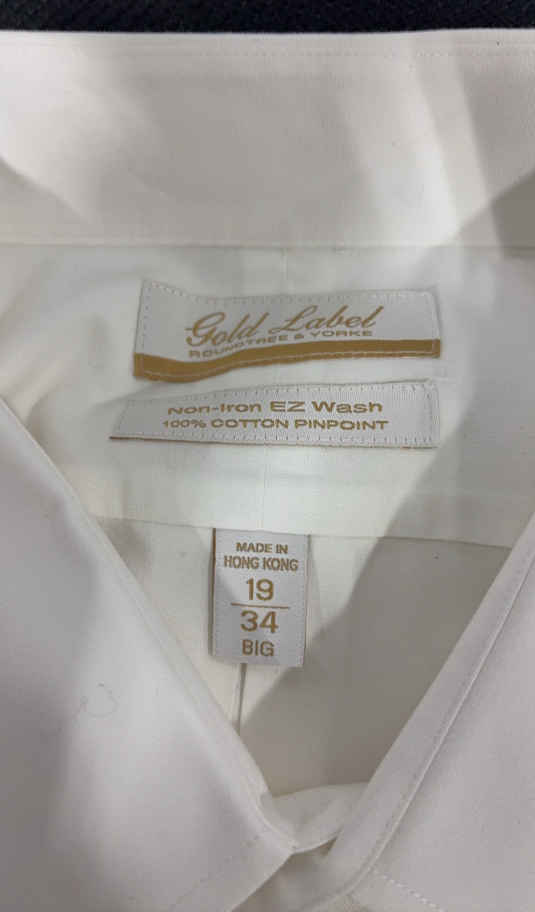 Gold Label
ROUNDTREE & YORKE
Non-Iron EZ Wash
100% COTTON PINPOINT
MADE IN
HONG KONG
19
34
BIG